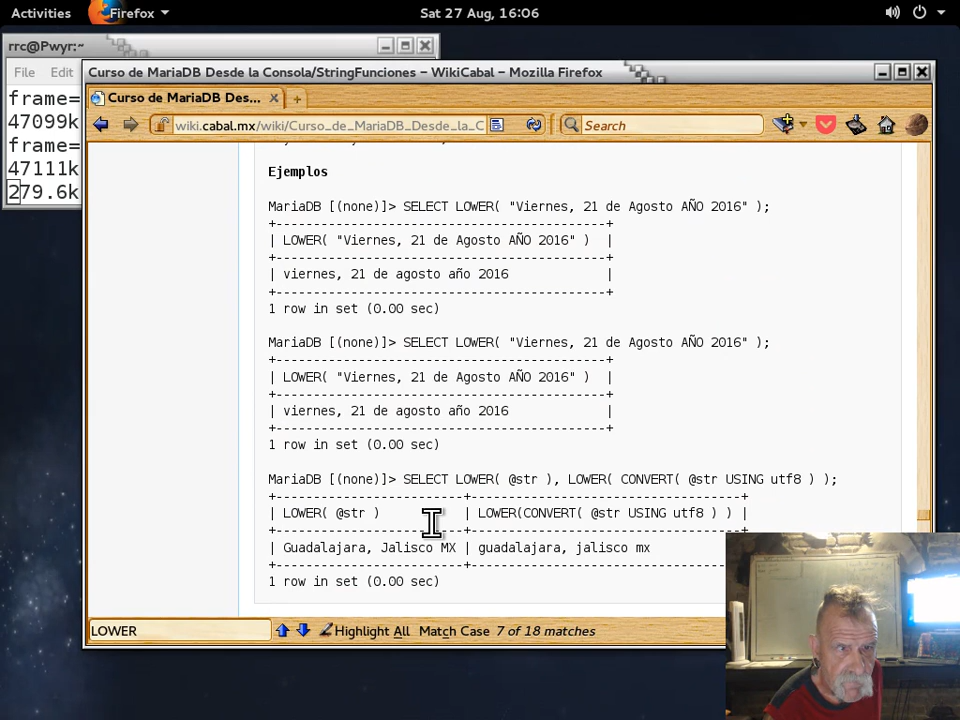 Activities Firefox Sat 27 Aug, 16:06
rrc@Pwyr:~
File Edit
frame=
47099k
frame=
47111k
279.6k
Curso de MariaDB Desde la Consola/StringFunciones – WikiCabal – Mozilla Firefox
Curso de MariaDB Des...
wiki.cabal.mx/wiki/Curso_de_MariaDB_Desde_la_C Search
Ejemplos
MariaDB [(none)]> SELECT LOWER( "Viernes, 21 de Agosto AÑO 2016" );
+--------------------------------------------+
| LOWER( "Viernes, 21 de Agosto AÑO 2016" )  |
+--------------------------------------------+
| viernes, 21 de agosto año 2016             |
+--------------------------------------------+
1 row in set (0.00 sec)
MariaDB [(none)]> SELECT LOWER( "Viernes, 21 de Agosto AÑO 2016" );
+--------------------------------------------+
| LOWER( "Viernes, 21 de Agosto AÑO 2016" )  |
+--------------------------------------------+
| viernes, 21 de agosto año 2016             |
+--------------------------------------------+
1 row in set (0.00 sec)
MariaDB [(none)]> SELECT LOWER( @str ), LOWER( CONVERT( @str USING utf8 ) );
+-------------------------+------------------------------------+
| LOWER( @str )           | LOWER(CONVERT( @str USING utf8 ) ) |
+-------------------------+------------------------------------+
| Guadalajara, Jalisco MX | guadalajara, jalisco mx
+-------------------------+----------------------------------
1 row in set (0.00 sec)
LOWER Highlight All Match Case 7 of 18 matches